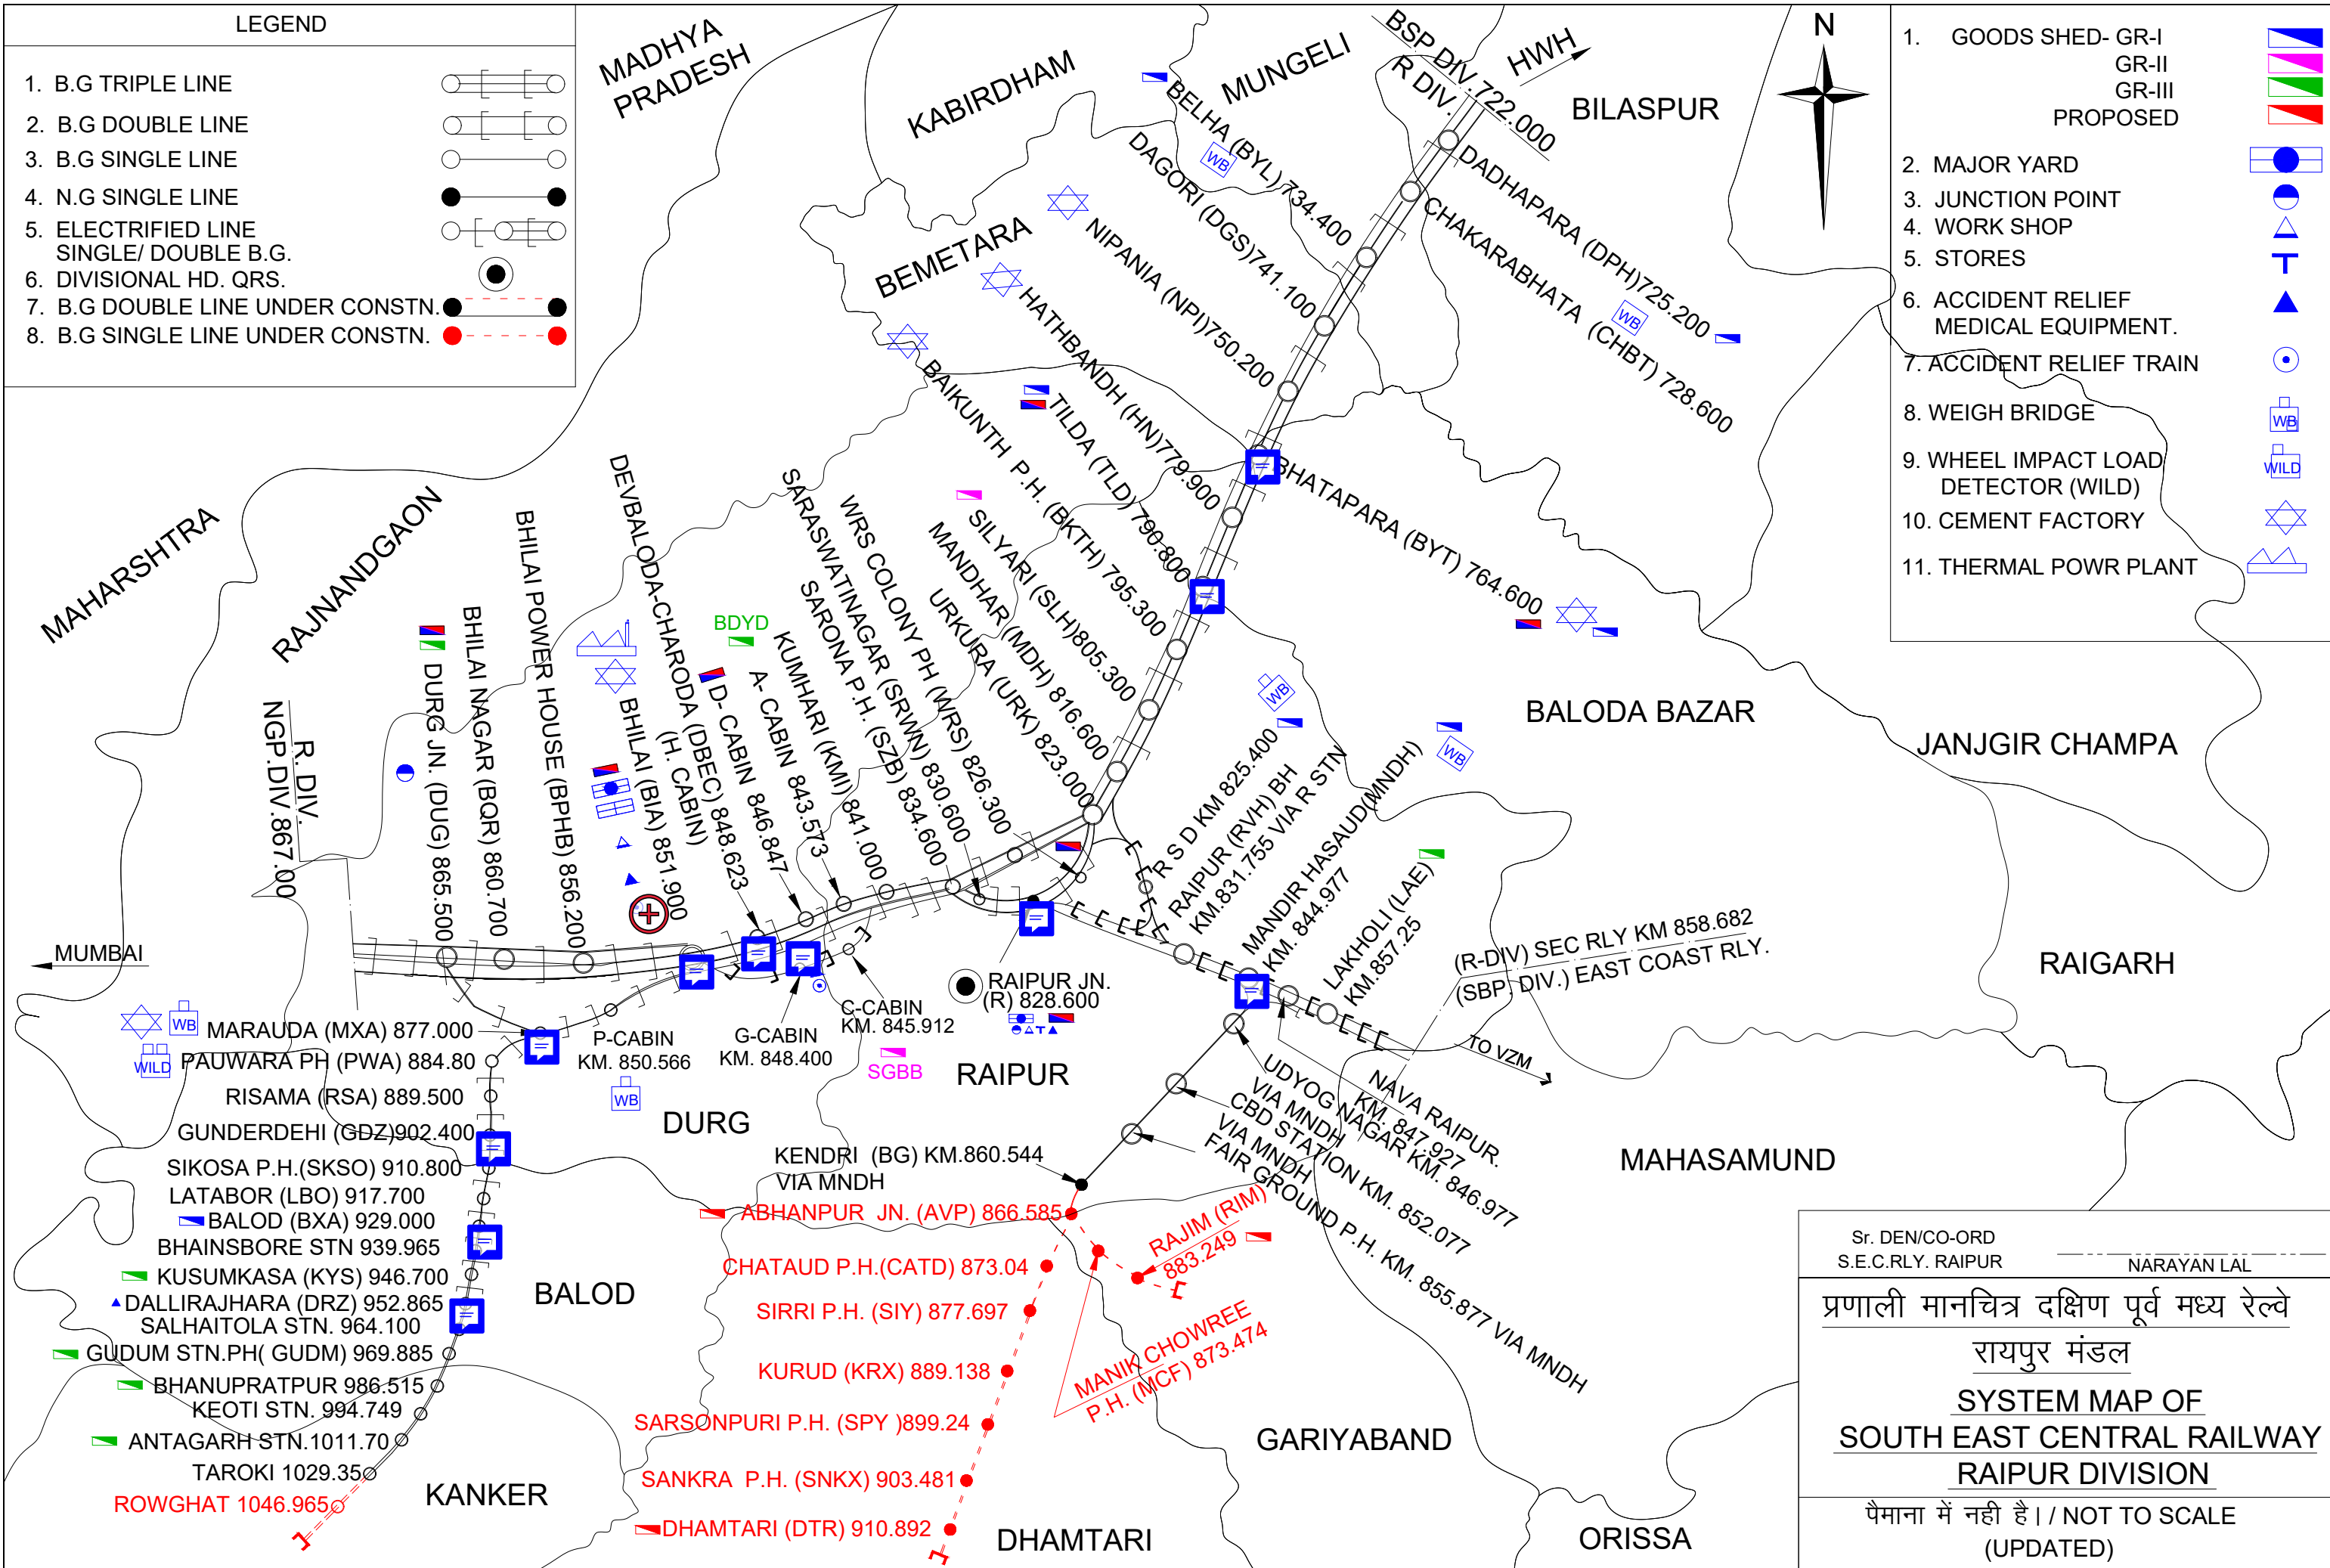 LEGEND
1. B.G TRIPLE LINE
2. B.G DOUBLE LINE
3. B.G SINGLE LINE
4. N.G SINGLE LINE
5. ELECTRIFIED LINE
SINGLE/ DOUBLE B.G.
6. DIVISIONAL HD. QRS.
7. B.G DOUBLE LINE UNDER CONSTN.
8. B.G SINGLE LINE UNDER CONSTN.
MADHYA
PRADESH
KABIRDHAM
MUNGELI
BSP DIV.722.000
R DIV.
HWH
BILASPUR
N
1. GOODS SHED- GR-I
GR-II
GR-III
PROPOSED
2. MAJOR YARD
3. JUNCTION POINT
4. WORK SHOP
5. STORES
6. ACCIDENT RELIEF
MEDICAL EQUIPMENT.
7. ACCIDENT RELIEF TRAIN
8. WEIGH BRIDGE
WB
9. WHEEL IMPACT LOAD
DETECTOR (WILD)
WILD
10. CEMENT FACTORY
11. THERMAL POWR PLANT
DADHAPARA (DPH)725.200
CHAKARABHATA (CHBT) 728.600
WB
BELHA (BYL) 734.400
WB
DAGORI (DGS)741.100
NIPANIA (NPI)750.200
BEMETARA
BHATAPARA (BYT) 764.600
HATHBANDH (HN)779.900
TILDA (TLD) 790.800
BAIKUNTH P.H. (BKTH) 795.300
SILYARI (SLH)805.300
MANDHAR (MDH) 816.600
URKURA (URK) 823.000
WRS COLONY PH (WRS) 826.300
SARASWATINAGAR (SRWN) 830.600
SARONA P.H. (SZB) 834.600
KUMHARI (KMI) 841.000
BDYD
A- CABIN 843.573
D- CABIN 846.847
DEVBALODA-CHARODA (DBEC) 848.623
(H. CABIN)
BHILAI (BIA) 851.900
BHILAI POWER HOUSE (BPHB) 856.200
BHILAI NAGAR (BQR) 860.700
DURG JN. (DUG) 865.500
R. DIV.
NGP.DIV.867.00
MAHARSHTRA
RAJNANDGAON
BALODA BAZAR
JANJGIR CHAMPA
RAIGARH
WB
R S D KM 825.400
RAIPUR (RVH) BH
KM.831.755 VIA R STN
WB
MANDIR HASAUD(MNDH)
KM. 844.977
LAKHOLI (LAE)
KM.857.25
(R-DIV) SEC RLY KM 858.682
(SBP. DIV.) EAST COAST RLY.
TO VZM
MUMBAI
RAIPUR JN.
(R) 828.600
C-CABIN
KM. 845.912
G-CABIN
KM. 848.400
P-CABIN
KM. 850.566
WB
SGBB
RAIPUR
DURG
NAVA RAIPUR.
KM. 847.927
UDYOG NAGAR KM. 846.977
VIA MNDH
CBD STATION KM. 852.077
VIA MNDH
FAIR GROUND P.H. KM. 855.877 VIA MNDH
KENDRI (BG) KM.860.544
VIA MNDH
MAHASAMUND
WB
WILD
MARAUDA (MXA) 877.000
PAUWARA PH (PWA) 884.80
RISAMA (RSA) 889.500
GUNDERDEHI (GDZ)902.400
SIKOSA P.H.(SKSO) 910.800
LATABOR (LBO) 917.700
BALOD (BXA) 929.000
BHAINSBORE STN 939.965
KUSUMKASA (KYS) 946.700
DALLIRAJHARA (DRZ) 952.865
SALHAITOLA STN. 964.100
GUDUM STN.PH( GUDM) 969.885
BHANUPRATPUR 986.515
KEOTI STN. 994.749
ANTAGARH STN.1011.70
TAROKI 1029.35
ROWGHAT 1046.965
BALOD
KANKER
ABHANPUR JN. (AVP) 866.585
CHATAUD P.H.(CATD) 873.04
SIRRI P.H. (SIY) 877.697
KURUD (KRX) 889.138
SARSONPURI P.H. (SPY )899.24
SANKRA P.H. (SNKX) 903.481
DHAMTARI (DTR) 910.892
RAJIM (RIM)
883.249
MANIK CHOWREE
P.H. (MCF) 873.474
GARIYABAND
DHAMTARI
ORISSA
Sr. DEN/CO-ORD
S.E.C.RLY. RAIPUR
NARAYAN LAL
प्रणाली मानचित्र दक्षिण पूर्व मध्य रेल्वे
रायपुर मंडल
SYSTEM MAP OF
SOUTH EAST CENTRAL RAILWAY
RAIPUR DIVISION
पैमाना में नही है। / NOT TO SCALE
(UPDATED)